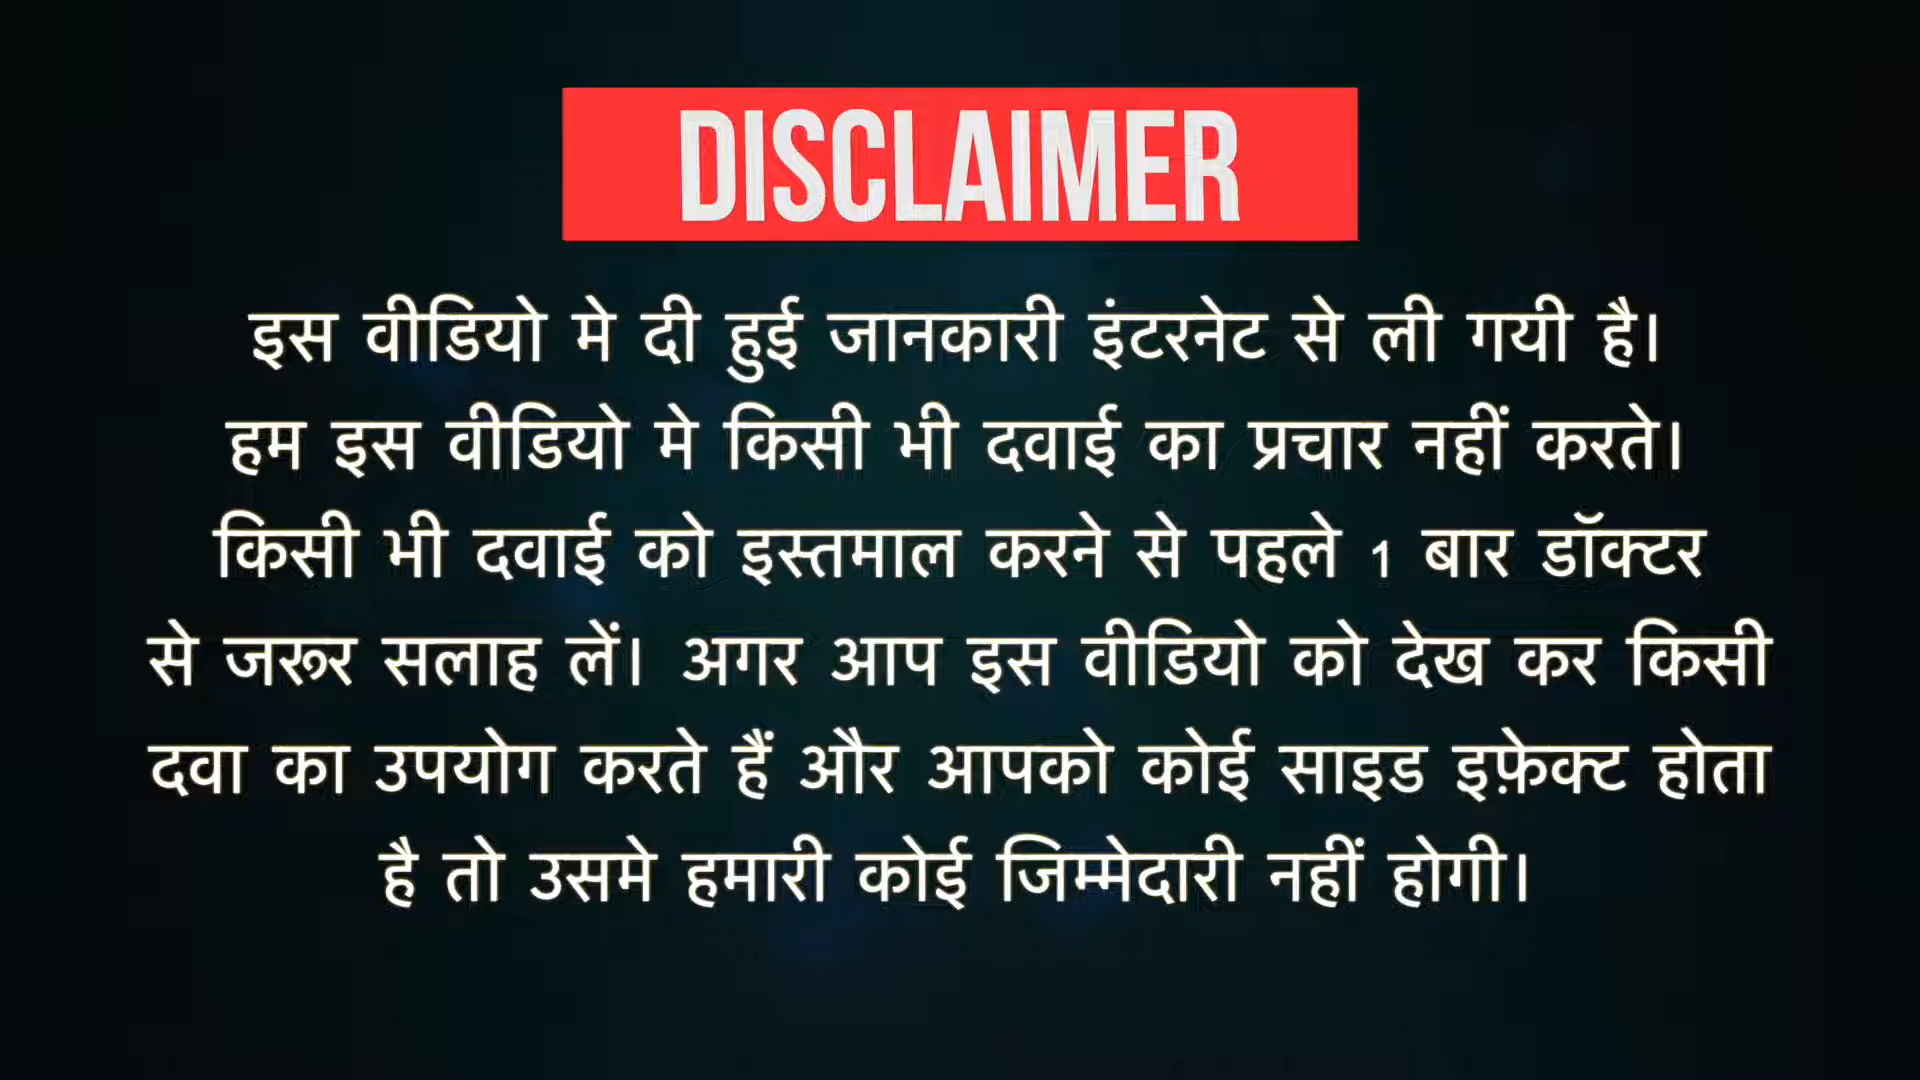 DISCLAIMER
इस वीडियो मे दी हुई जानकारी इंटरनेट से ली गयी है।
हम इस वीडियो मे किसी भी दवाई का प्रचार नहीं करते।
किसी भी दवाई को इस्तमाल करने से पहले 1 बार डॉक्टर
से जरूर सलाह लें। अगर आप इस वीडियो को देख कर किसी
दवा का उपयोग करते हैं और आपको कोई साइड इफ़ेक्ट होता
है तो उसमे हमारी कोई जिम्मेदारी नहीं होगी।